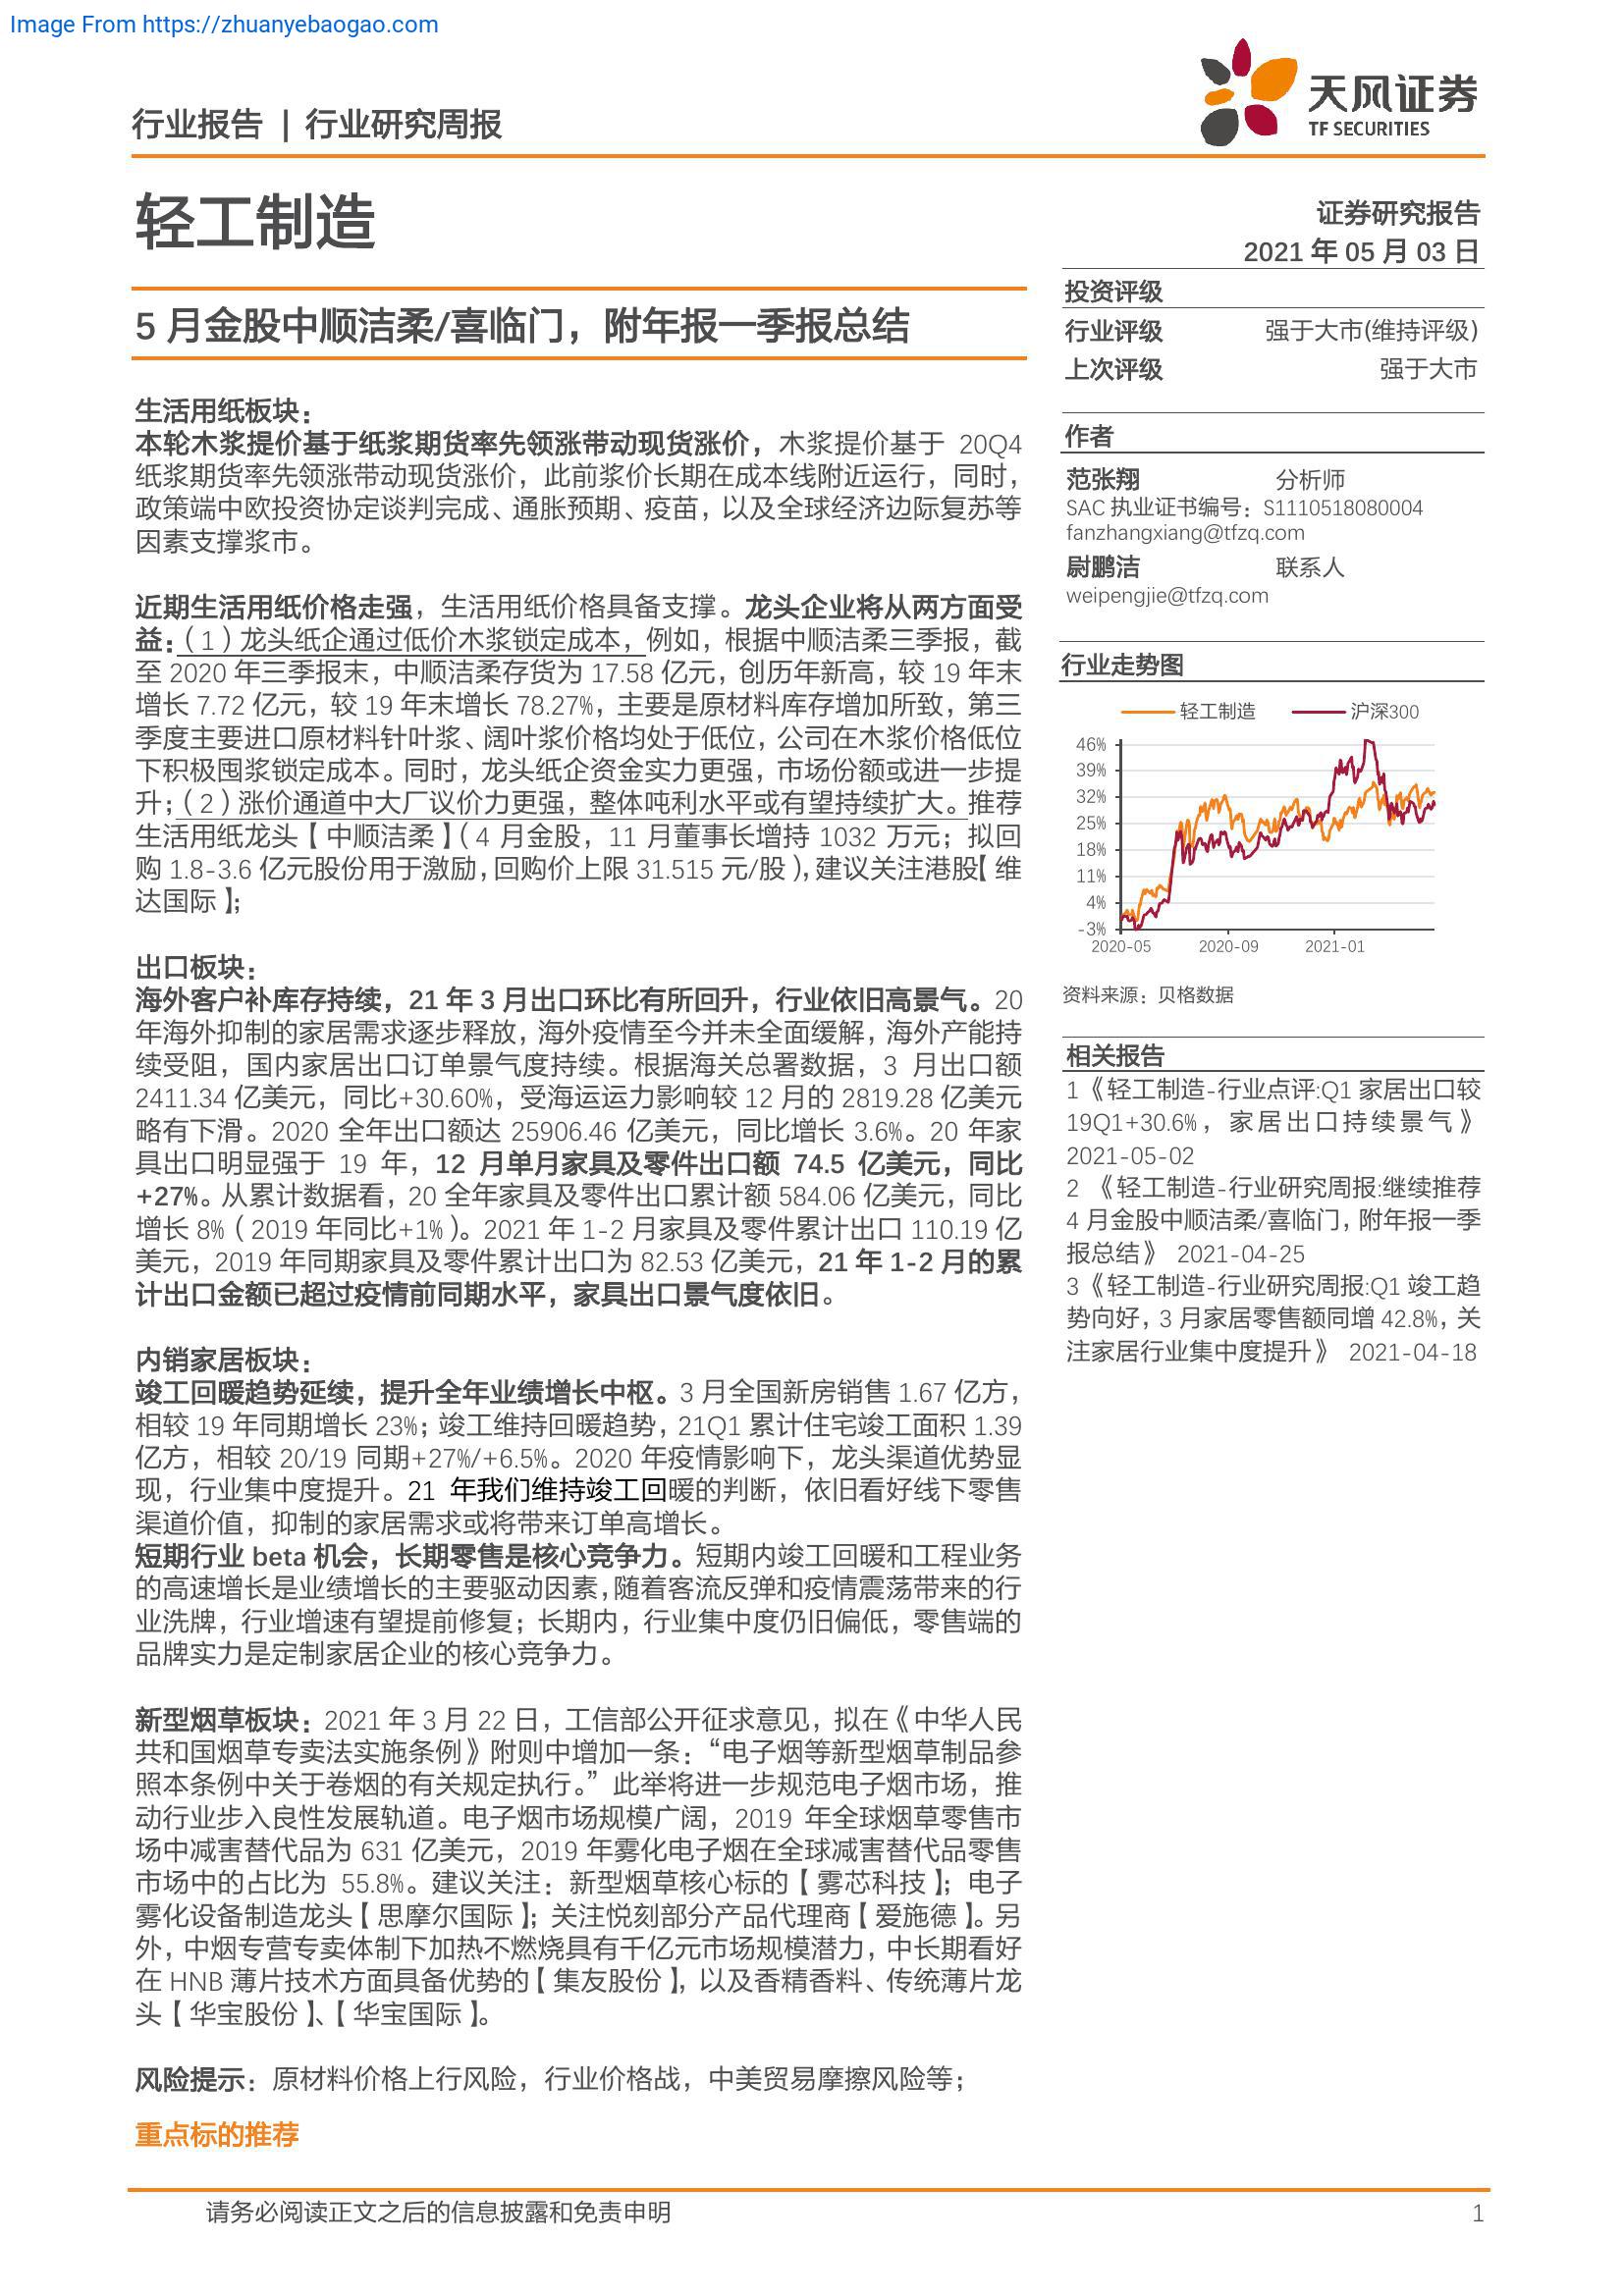 Image From https://zhuanyebaogao.com
行业报告 | 行业研究周报
天风证券
TF SECURITIES
轻工制造
证券研究报告
2021 年 05 月 03 日
5 月金股中顺洁柔/喜临门，附年报一季报总结
生活用纸板块：
本轮木浆提价基于纸浆期货率先领涨带动现货涨价，木浆提价基于 20Q4
纸浆期货率先领涨带动现货涨价，此前浆价长期在成本线附近运行，同时，
政策端中欧投资协定谈判完成、通胀预期、疫苗，以及全球经济边际复苏等
因素支撑浆市。
近期生活用纸价格走强，生活用纸价格具备支撑。龙头企业将从两方面受
益：（1）龙头纸企通过低价木浆锁定成本，例如，根据中顺洁柔三季报，截
至 2020 年三季报末，中顺洁柔存货为 17.58 亿元，创历年新高，较 19 年末
增长 7.72 亿元，较 19 年末增长 78.27%，主要是原材料库存增加所致，第三
季度主要进口原材料针叶浆、阔叶浆价格均处于低位，公司在木浆价格低位
下积极囤浆锁定成本。同时，龙头纸企资金实力更强，市场份额或进一步提
升；（2）涨价通道中大厂议价力更强，整体吨利水平或有望持续扩大。推荐
生活用纸龙头【中顺洁柔】（4 月金股，11 月董事长增持 1032 万元；拟回
购 1.8-3.6 亿元股份用于激励，回购价上限 31.515 元/股），建议关注港股【维
达国际】；
出口板块：
海外客户补库存持续，21 年 3 月出口环比有所回升，行业依旧高景气。20
年海外抑制的家居需求逐步释放，海外疫情至今并未全面缓解，海外产能持
续受阻，国内家居出口订单景气度持续。根据海关总署数据，3 月出口额
2411.34 亿美元，同比+30.60%，受海运运力影响较 12 月的 2819.28 亿美元
略有下滑。2020 全年出口额达 25906.46 亿美元，同比增长 3.6%。20 年家
具出口明显强于 19 年，12 月单月家具及零件出口额 74.5 亿美元，同比
+27%。从累计数据看，20 全年家具及零件出口累计额 584.06 亿美元，同比
增长 8%（2019 年同比+1%）。2021 年 1-2 月家具及零件累计出口 110.19 亿
美元，2019 年同期家具及零件累计出口为 82.53 亿美元，21 年 1-2 月的累
计出口金额已超过疫情前同期水平，家具出口景气度依旧。
内销家居板块：
竣工回暖趋势延续，提升全年业绩增长中枢。3 月全国新房销售 1.67 亿方，
相较 19 年同期增长 23%；竣工维持回暖趋势，21Q1 累计住宅竣工面积 1.39
亿方，相较 20/19 同期+27%/+6.5%。2020 年疫情影响下，龙头渠道优势显
现，行业集中度提升。21 年我们维持竣工回暖的判断，依旧看好线下零售
渠道价值，抑制的家居需求或将带来订单高增长。
短期行业 beta 机会，长期零售是核心竞争力。短期内竣工回暖和工程业务
的高速增长是业绩增长的主要驱动因素，随着客流反弹和疫情震荡带来的行
业洗牌，行业增速有望提前修复；长期内，行业集中度仍旧偏低，零售端的
品牌实力是定制家居企业的核心竞争力。
新型烟草板块：2021 年 3 月 22 日，工信部公开征求意见，拟在《中华人民
共和国烟草专卖法实施条例》附则中增加一条：“电子烟等新型烟草制品参
照本条例中关于卷烟的有关规定执行。”此举将进一步规范电子烟市场，推
动行业步入良性发展轨道。电子烟市场规模广阔，2019 年全球烟草零售市
场中减害替代品为 631 亿美元，2019 年雾化电子烟在全球减害替代品零售
市场中的占比为 55.8%。建议关注：新型烟草核心标的【雾芯科技】；电子
雾化设备制造龙头【思摩尔国际】；关注悦刻部分产品代理商【爱施德】。另
外，中烟专营专卖体制下加热不燃烧具有千亿元市场规模潜力，中长期看好
在 HNB 薄片技术方面具备优势的【集友股份】，以及香精香料、传统薄片龙
头【华宝股份】、【华宝国际】。
风险提示：原材料价格上行风险，行业价格战，中美贸易摩擦风险等；
重点标的推荐
投资评级
行业评级 强于大市(维持评级)
上次评级 强于大市
作者
范张翔 分析师
SAC 执业证书编号：S1110518080004
fanzhangxiang@tfzq.com
尉鹏洁 联系人
weipengjie@tfzq.com
行业走势图
轻工制造 沪深300
46%
39%
32%
25%
18%
11%
4%
-3%
2020-05 2020-09 2021-01
资料来源：贝格数据
相关报告
1《轻工制造-行业点评:Q1 家居出口较
19Q1+30.6%，家居出口持续景气》
2021-05-02
2 《轻工制造-行业研究周报:继续推荐
4 月金股中顺洁柔/喜临门，附年报一季
报总结》 2021-04-25
3《轻工制造-行业研究周报:Q1 竣工趋
势向好，3 月家居零售额同增 42.8%，关
注家居行业集中度提升》 2021-04-18
请务必阅读正文之后的信息披露和免责申明 1